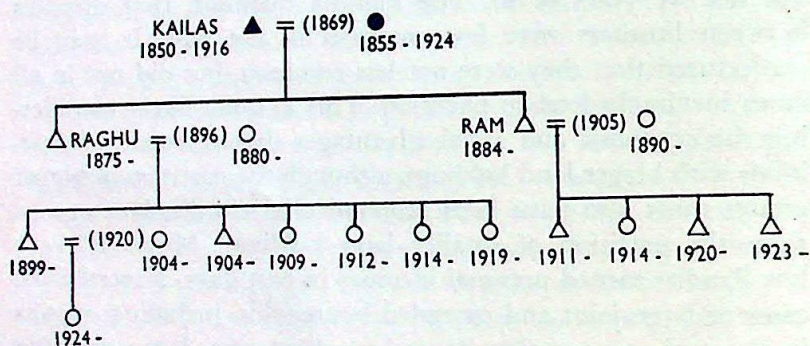 KAILAS = (1869)
1850-1916 1855-1924
RAGHU = (1896) RAM = (1905)
1875- 1880- 1884- 1890-
= (1920)
1899- 1904- 1904- 1909- 1912- 1914- 1919- 1911- 1914- 1920- 1923-
1924-